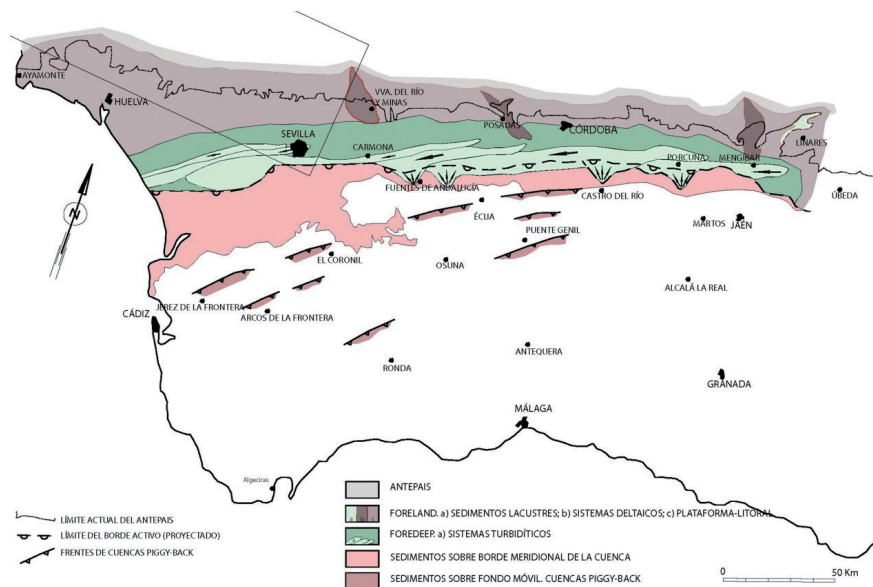 AYAMONTE
HUELVA
VVA. DEL RÍO
Y MINAS
POSADAS
CÓRDOBA
LINARES
SEVILLA
CARMONA
PORCUNA
MENGÍBAR
FUENTES DE ANDALUCÍA
CASTRO DEL RÍO
ÚBEDA
ÉCIJA
MARTOS
JAÉN
PUENTE GENIL
EL CORONIL
OSUNA
ALCALÁ LA REAL
JEREZ DE LA FRONTERA
ARCOS DE LA FRONTERA
CÁDIZ
RONDA
ANTEQUERA
GRANADA
MÁLAGA
Algeciras
N
LÍMITE ACTUAL DEL ANTEPAIS
LÍMITE DEL BORDE ACTIVO (PROYECTADO)
FRENTES DE CUENCAS PIGGY-BACK
ANTEPAIS
FORELAND. a) SEDIMENTOS LACUSTRES; b) SISTEMAS DELTAICOS; c) PLATAFORMA-LITORAL
FOREDEEP. a) SISTEMAS TURBIDÍTICOS
SEDIMENTOS SOBRE BORDE MERIDIONAL DE LA CUENCA
SEDIMENTOS SOBRE FONDO MÓVIL. CUENCAS PIGGY-BACK
0 50 Km